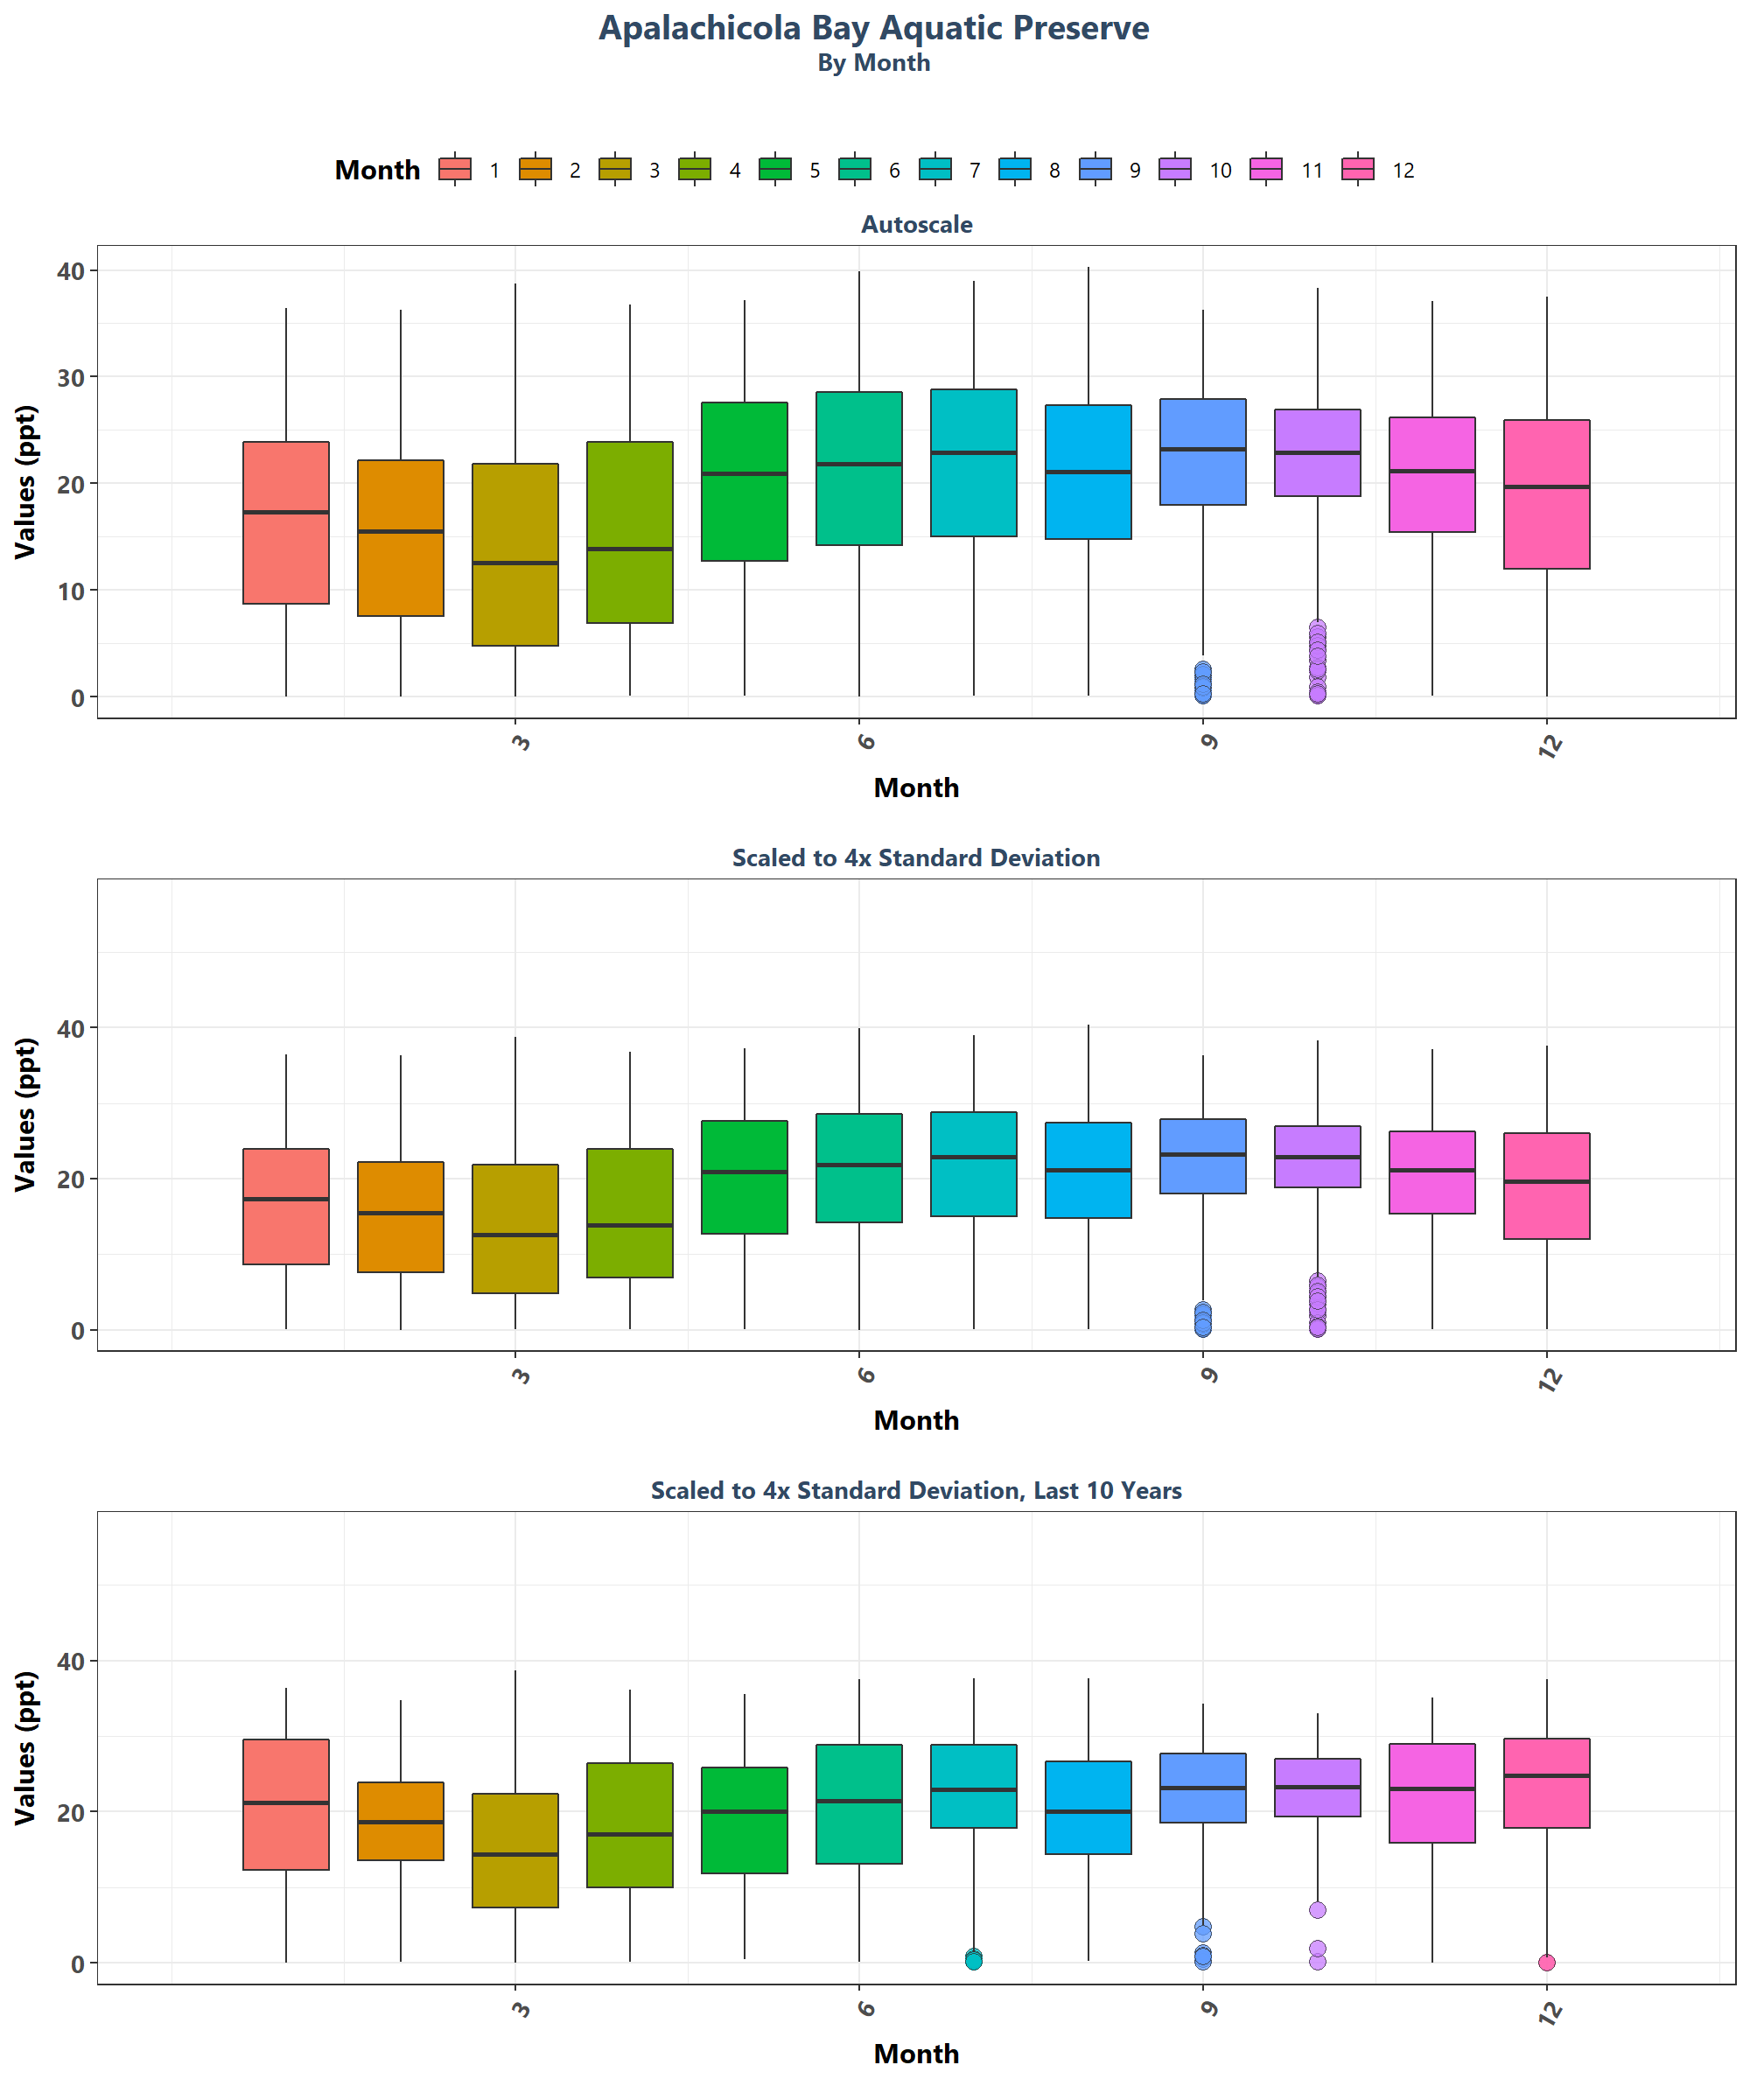 Apalachicola Bay Aquatic Preserve
By Month
Month 1 2 3 4 5 6 7 8 9 10 11 12
Autoscale
Values (ppt)
40
30
20
10
0
3 6 9 12
Month
Scaled to 4x Standard Deviation
Values (ppt)
40
20
0
3 6 9 12
Month
Scaled to 4x Standard Deviation, Last 10 Years
Values (ppt)
40
20
0
3 6 9 12
Month